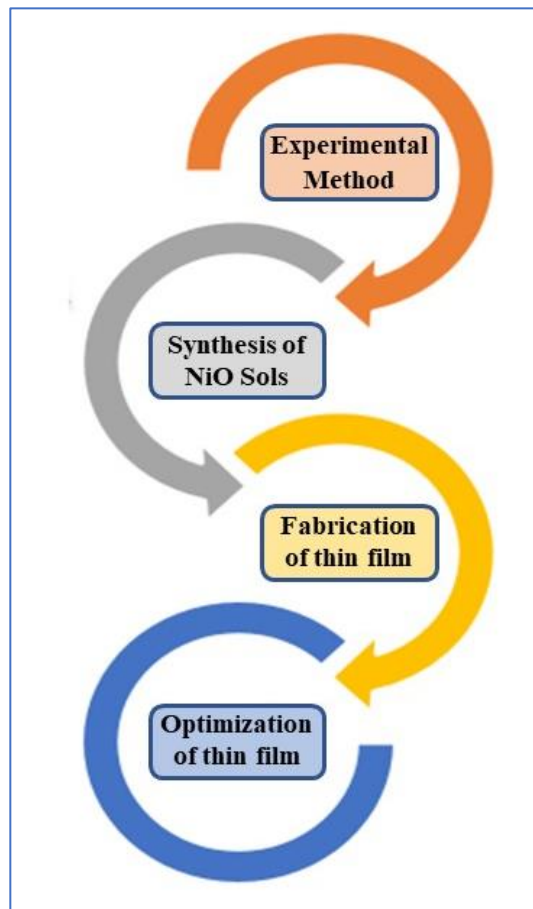 Experimental
Method
Synthesis of
NiO Sols
Fabrication
of thin film
Optimization
of thin film